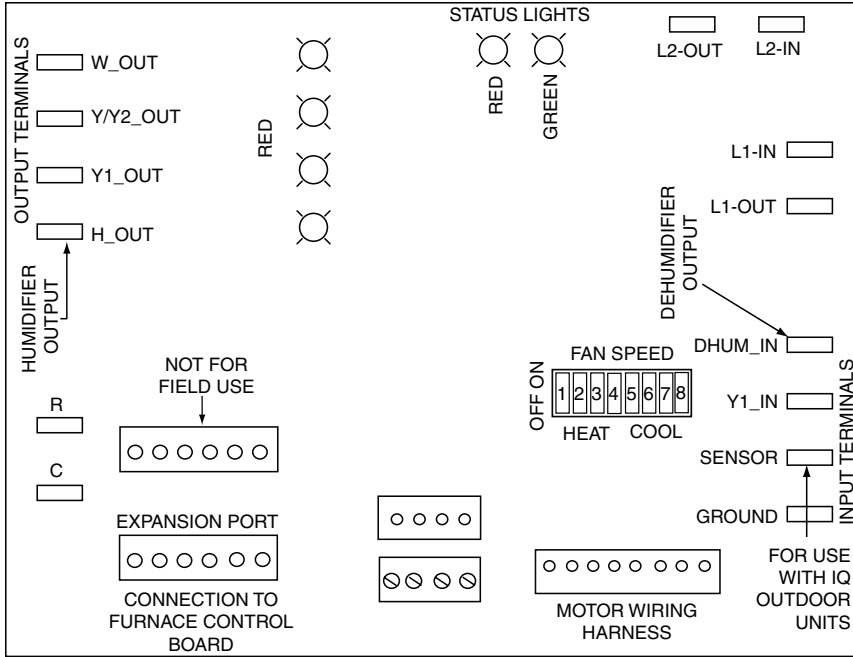 STATUS LIGHTS
RED
GREEN
L2-OUT
L2-IN
OUTPUT TERMINALS
W_OUT
Y/Y2_OUT
Y1_OUT
H_OUT
RED
L1-IN
L1-OUT
HUMIDIFIER
OUTPUT
DEHUMIDIFIER
OUTPUT
DHUM_IN
Y1_IN
SENSOR
GROUND
INPUT TERMINALS
NOT FOR
FIELD USE
FAN SPEED
OFF ON
1 2 3 4 5 6 7 8
HEAT COOL
R
C
EXPANSION PORT
CONNECTION TO
FURNACE CONTROL
BOARD
MOTOR WIRING
HARNESS
FOR USE
WITH IQ
OUTDOOR
UNITS